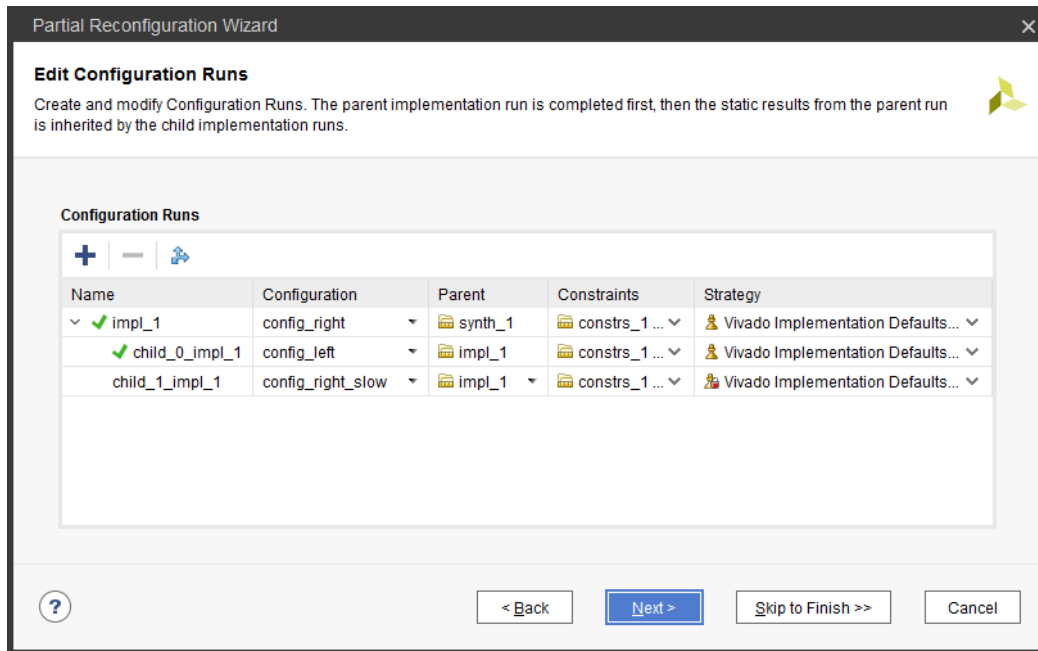 Partial Reconfiguration Wizard
Edit Configuration Runs
Create and modify Configuration Runs. The parent implementation run is completed first, then the static results from the parent run
is inherited by the child implementation runs.
Configuration Runs
Name Configuration Parent Constraints Strategy
impl_1 config_right synth_1 constrs_1 ... Vivado Implementation Defaults...
child_0_impl_1 config_left impl_1 constrs_1 ... Vivado Implementation Defaults...
child_1_impl_1 config_right_slow impl_1 constrs_1 ... Vivado Implementation Defaults...
? < Back Next > Skip to Finish >> Cancel